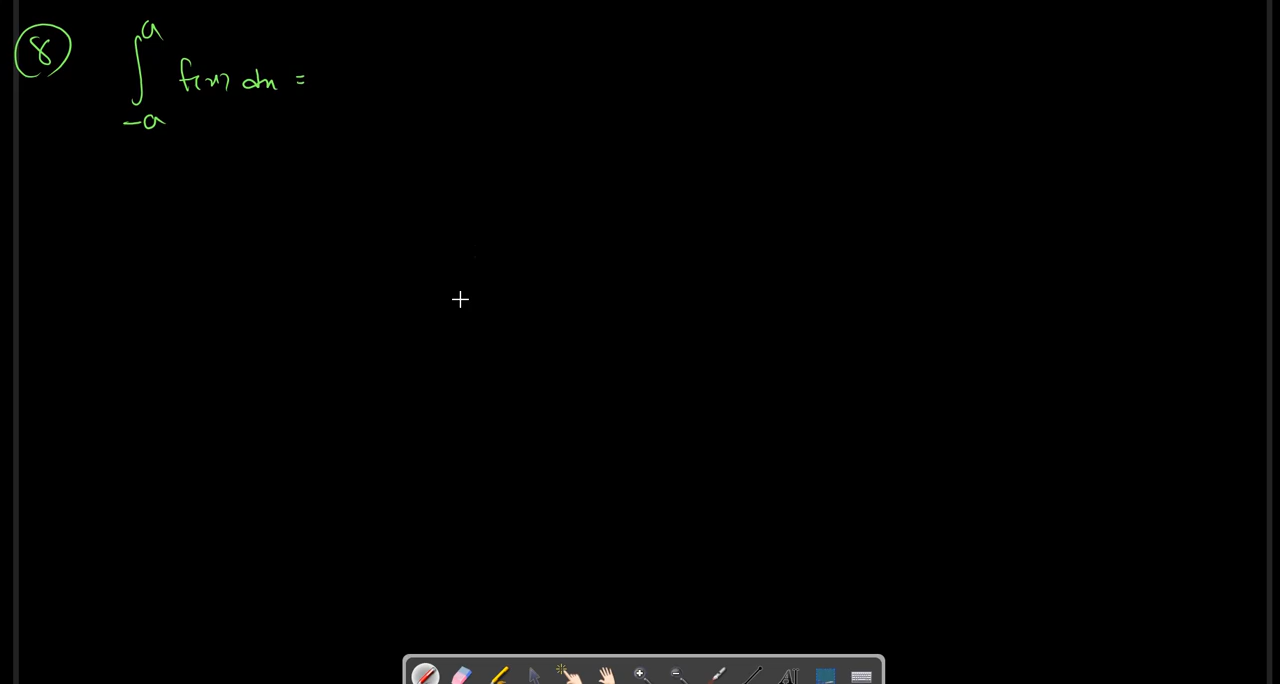 8 ∫_{-a}^{a} f(x) dx =